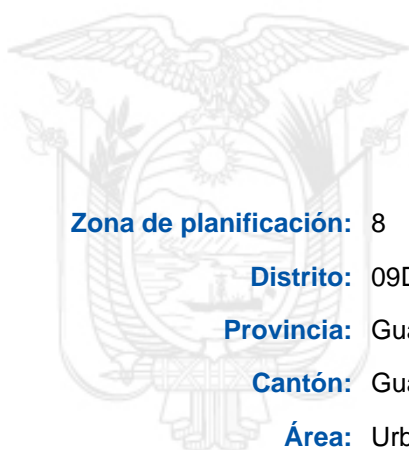 Zona de planificación: 8
Distrito: 09D
Provincia: Gua
Cantón: Gua
Área: Urb